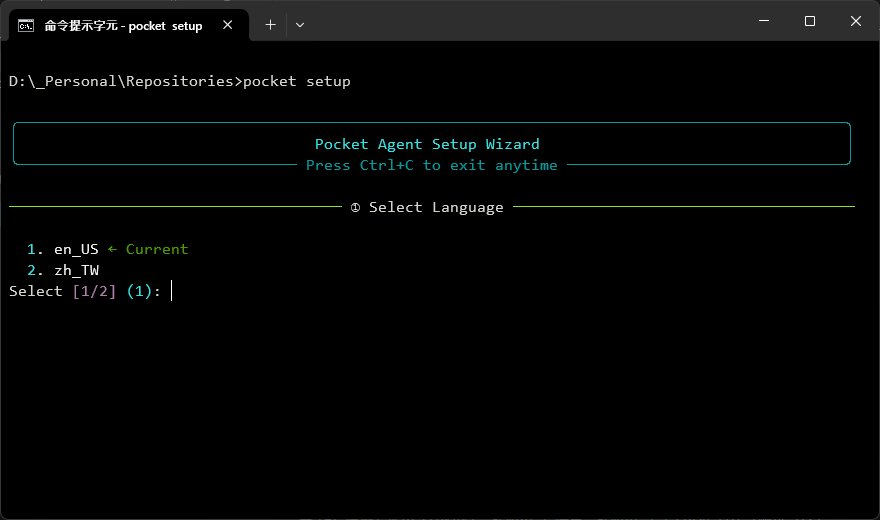 命令提示字元 - pocket setup
D:\_Personal\Repositories>pocket setup
Pocket Agent Setup Wizard
Press Ctrl+C to exit anytime
① Select Language
1. en_US ← Current
2. zh_TW
Select [1/2] (1):